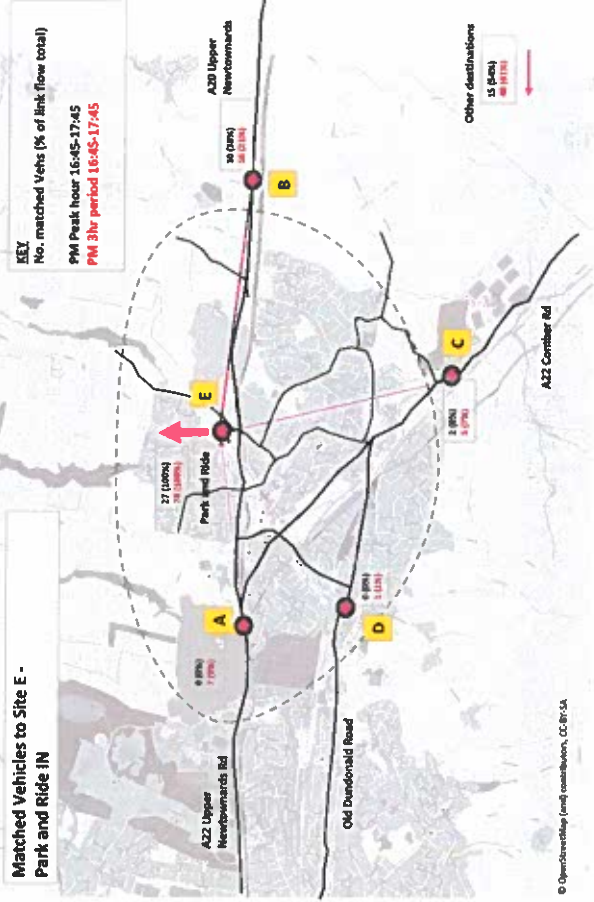 Matched Vehicles to Site E -
Park and Ride IN
KEY
No. matched Vehs (% of link flow total)
PM Peak hour 16:45-17:45
PM 3hr period 16:45-17:45
A20 Upper
Newtownards
B
E
Park and Ride
27 (100%)
A
A22 Upper
Newtownards Rd
Old Dundonald Road
D
C
A22 Comber Rd
Other destinations
15 (54%)
© OpenStreetMap (and) contributors, CC-BY-SA